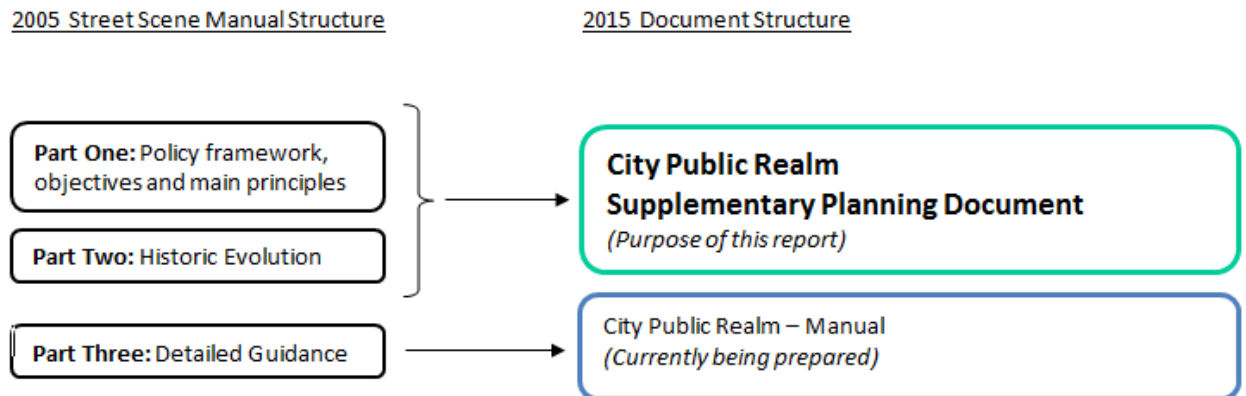 2005 Street Scene Manual Structure
2015 Document Structure
Part One: Policy framework,
objectives and main principles
Part Two: Historic Evolution
Part Three: Detailed Guidance
City Public Realm
Supplementary Planning Document
(Purpose of this report)
City Public Realm – Manual
(Currently being prepared)